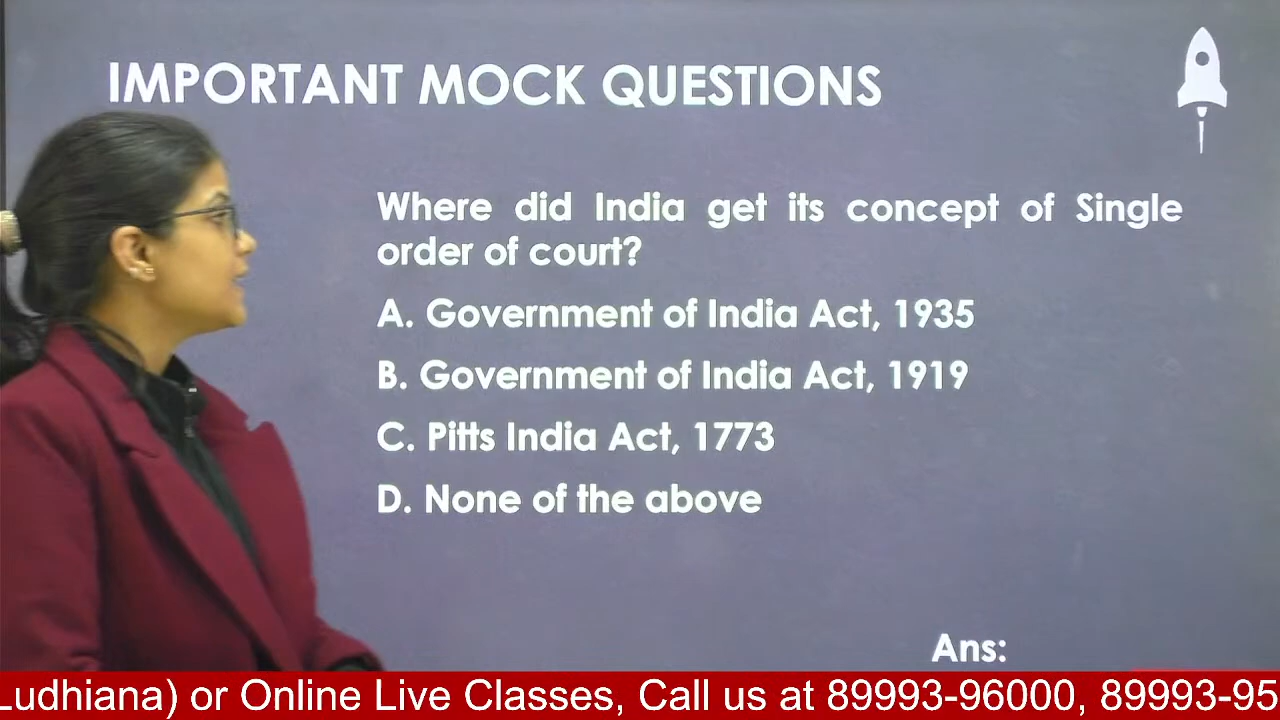 IMPORTANT MOCK QUESTIONS
Where did India get its concept of Single
order of court?
A. Government of India Act, 1935
B. Government of India Act, 1919
C. Pitts India Act, 1773
D. None of the above
Ans:
Ludhiana) or Online Live Classes, Call us at 89993-96000, 89993-95